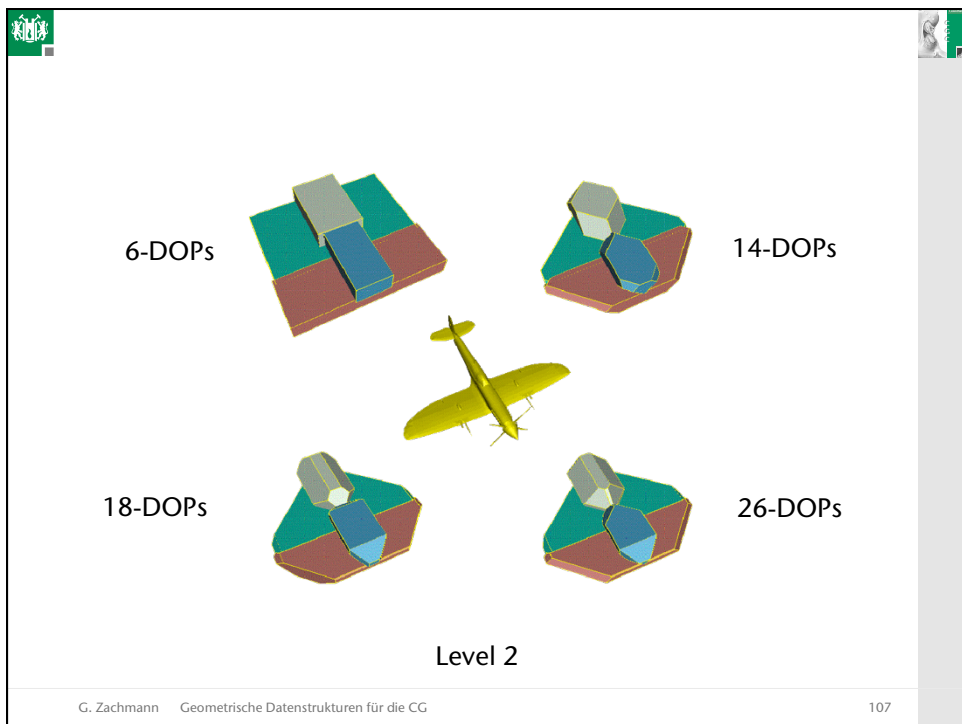 6-DOPs
14-DOPs
18-DOPs
26-DOPs
Level 2
G. Zachmann Geometrische Datenstrukturen für die CG 107